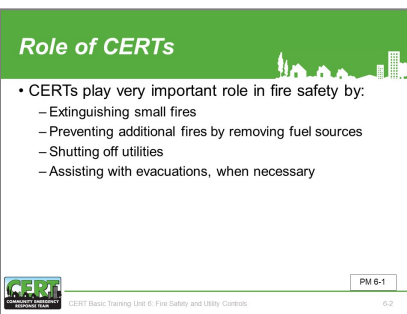 Role of CERTs
• CERTs play very important role in fire safety by:
– Extinguishing small fires
– Preventing additional fires by removing fuel sources
– Shutting off utilities
– Assisting with evacuations, when necessary
PM 6-1
CERT
COMMUNITY EMERGENCY
RESPONSE TEAM
CERT Basic Training Unit 6: Fire Safety and Utility Controls
6-2